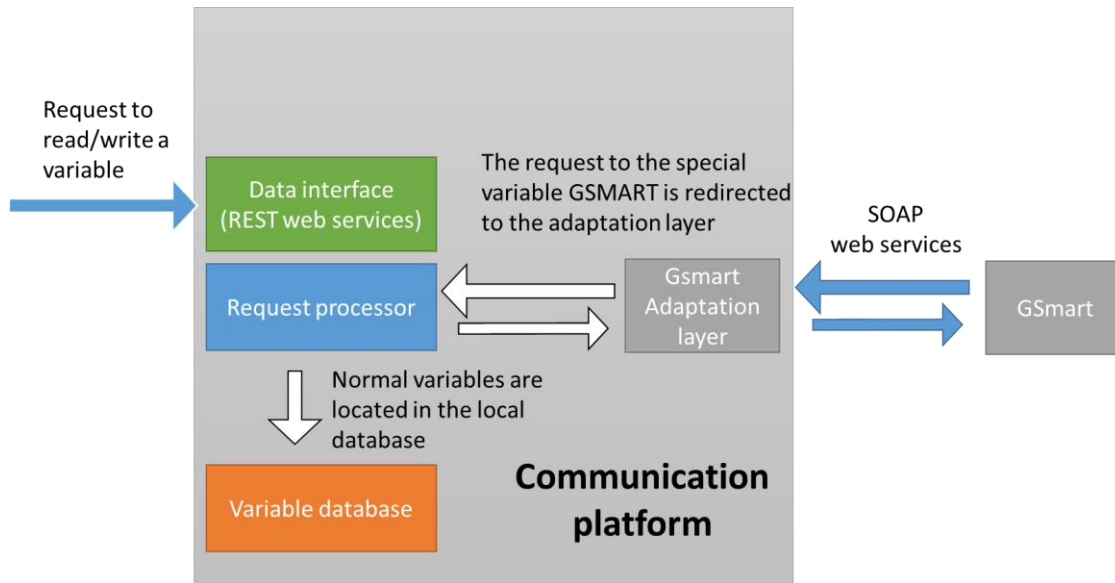 Request to
read/write a
variable
Data interface
(REST web services)
The request to the special
variable GSMART is redirected
to the adaptation layer
SOAP
web services
Request processor
Gsmart
Adaptation
layer
GSmart
Normal variables are
located in the local
database
Variable database
Communication
platform